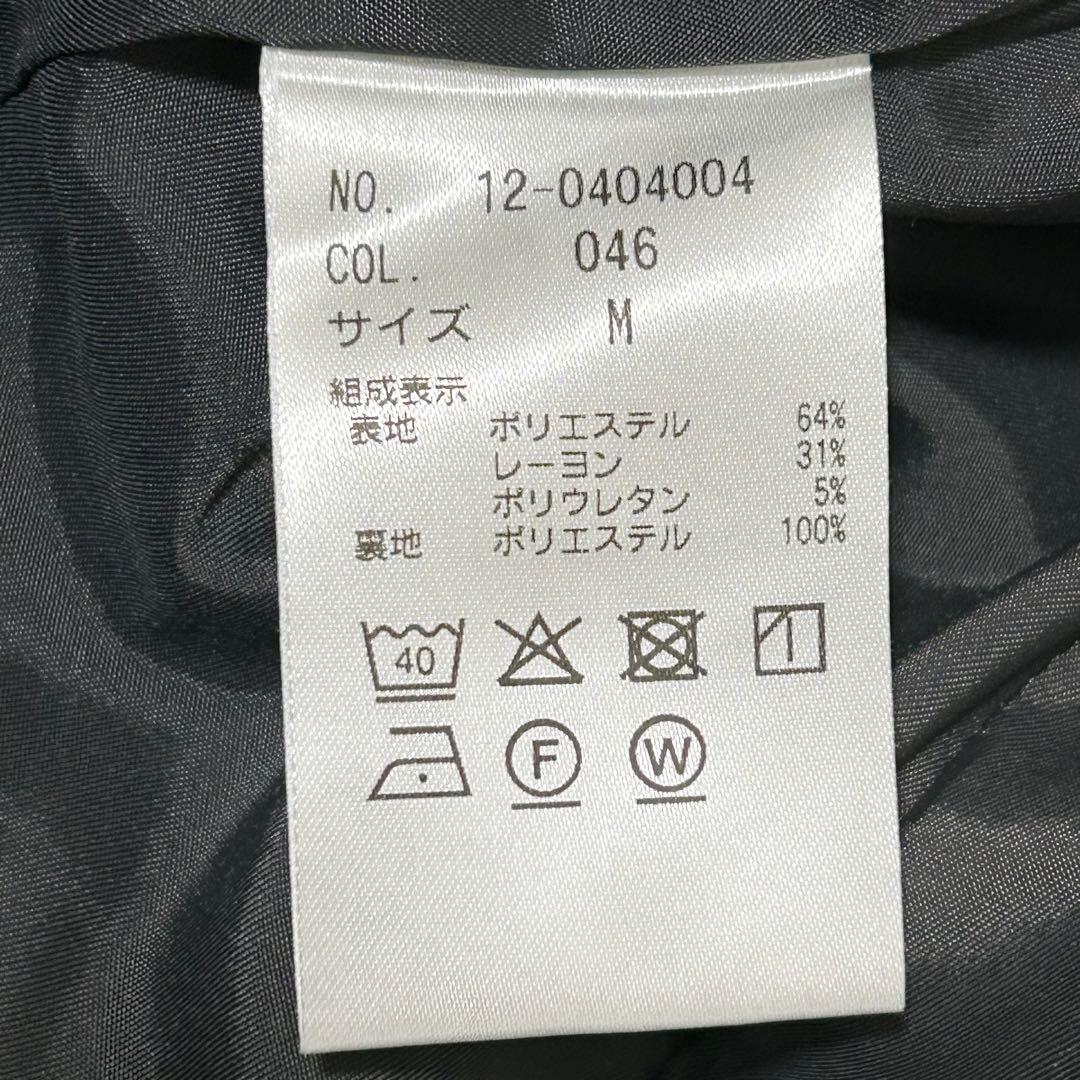 NO. 12-0404004
COL. 046
サイズ M
組成表示
表地 ポリエステル 64%
レーヨン 31%
ポリウレタン 5%
裏地 ポリエステル 100%
40
F W